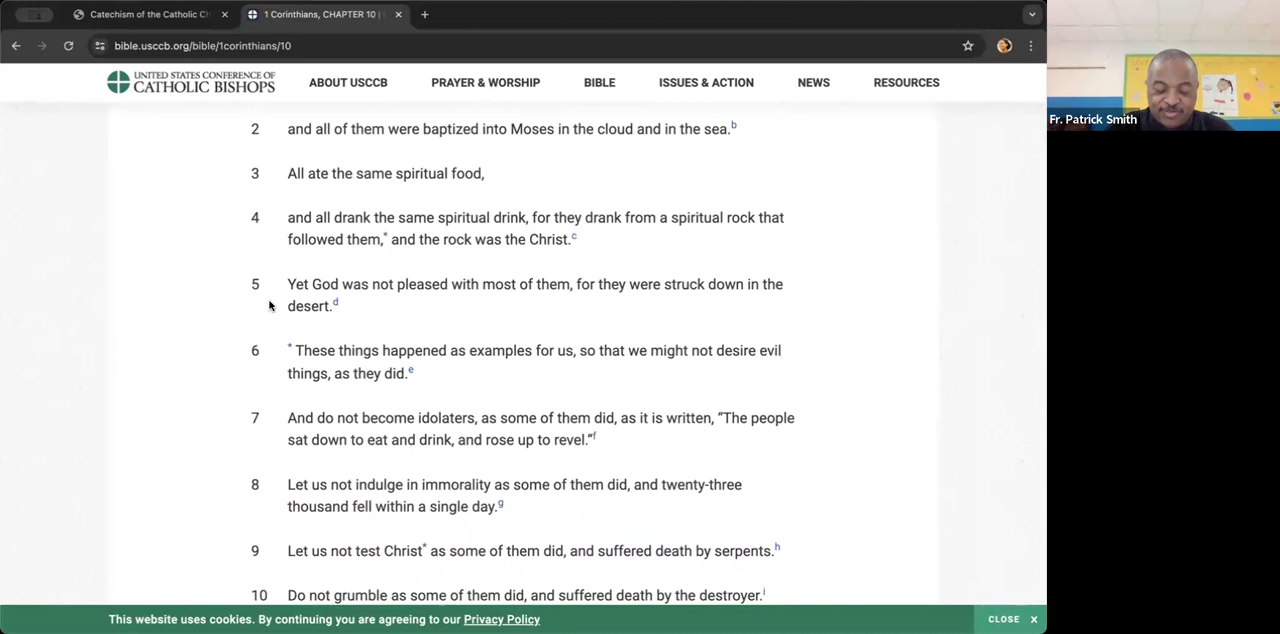 Catechism of the Catholic Ch
1 Corinthians, CHAPTER 10 |
bible.usccb.org/bible/1corinthians/10
UNITED STATES CONFERENCE OF
CATHOLIC BISHOPS
ABOUT USCCB
PRAYER & WORSHIP
BIBLE
ISSUES & ACTION
NEWS
RESOURCES
Fr. Patrick Smith
2 and all of them were baptized into Moses in the cloud and in the sea.b
3 All ate the same spiritual food,
4 and all drank the same spiritual drink, for they drank from a spiritual rock that
followed them,* and the rock was the Christ.c
5 Yet God was not pleased with most of them, for they were struck down in the
desert.d
6 * These things happened as examples for us, so that we might not desire evil
things, as they did.e
7 And do not become idolaters, as some of them did, as it is written, “The people
sat down to eat and drink, and rose up to revel.”f
8 Let us not indulge in immorality as some of them did, and twenty-three
thousand fell within a single day.g
9 Let us not test Christ* as some of them did, and suffered death by serpents.h
10 Do not grumble as some of them did, and suffered death by the destroyer.i
This website uses cookies. By continuing you are agreeing to our Privacy Policy
CLOSE ×